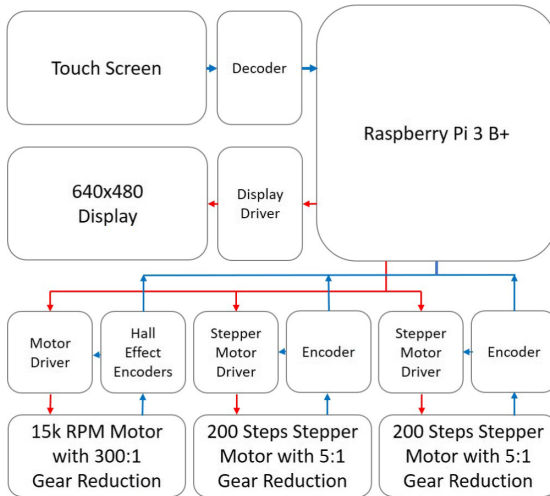 Touch Screen
Decoder
Raspberry Pi 3 B+
640x480
Display
Display
Driver
Motor
Driver
Hall
Effect
Encoders
Stepper
Motor
Driver
Encoder
Stepper
Motor
Driver
Encoder
15k RPM Motor
with 300:1
Gear Reduction
200 Steps Stepper
Motor with 5:1
Gear Reduction
200 Steps Stepper
Motor with 5:1
Gear Reduction